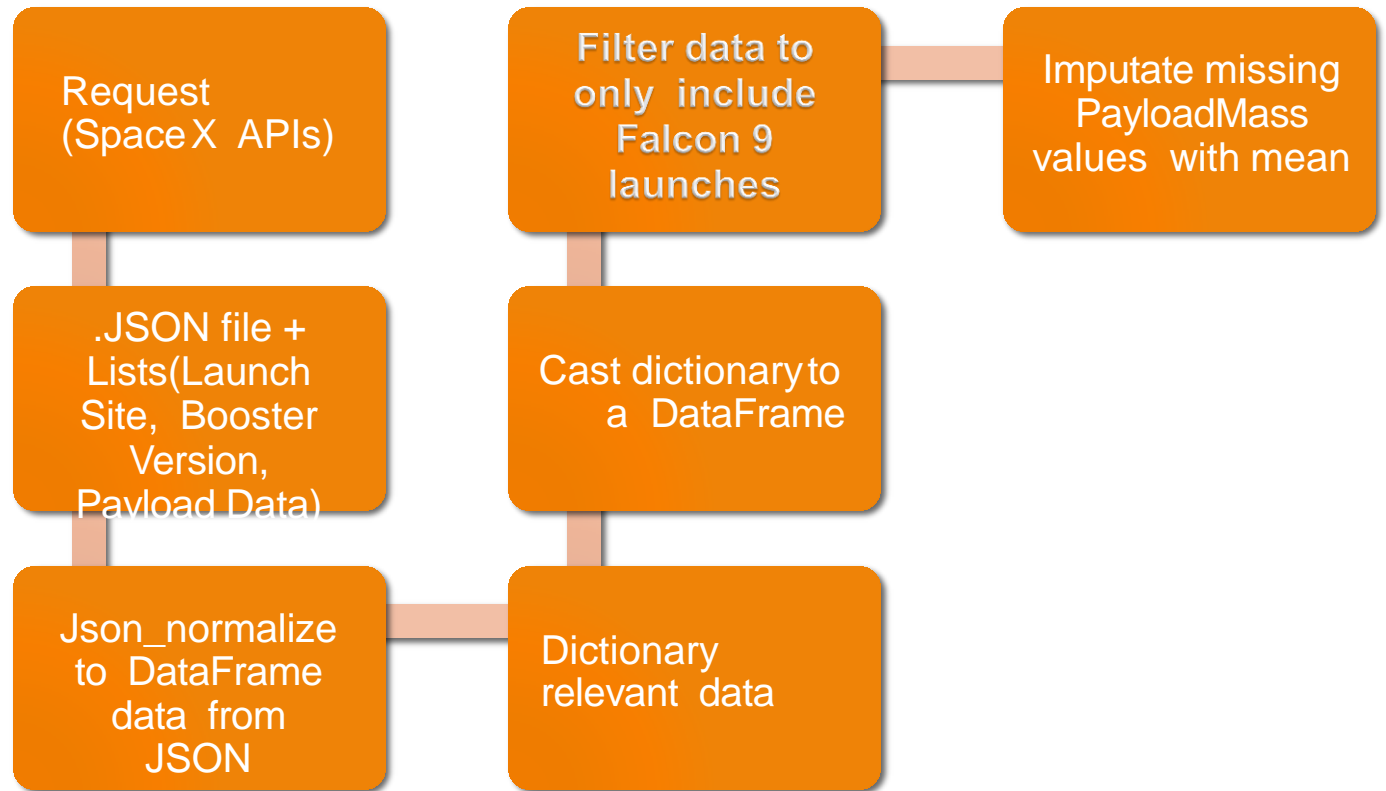 Request
(Space X APIs)
.JSON file +
Lists(Launch
Site, Booster
Version,
Payload Data)
Json_normalize
to DataFrame
data from
JSON
Dictionary
relevant data
Cast dictionary to
a DataFrame
Filter data to
only include
Falcon 9
launches
Imputate missing
PayloadMass
values with mean